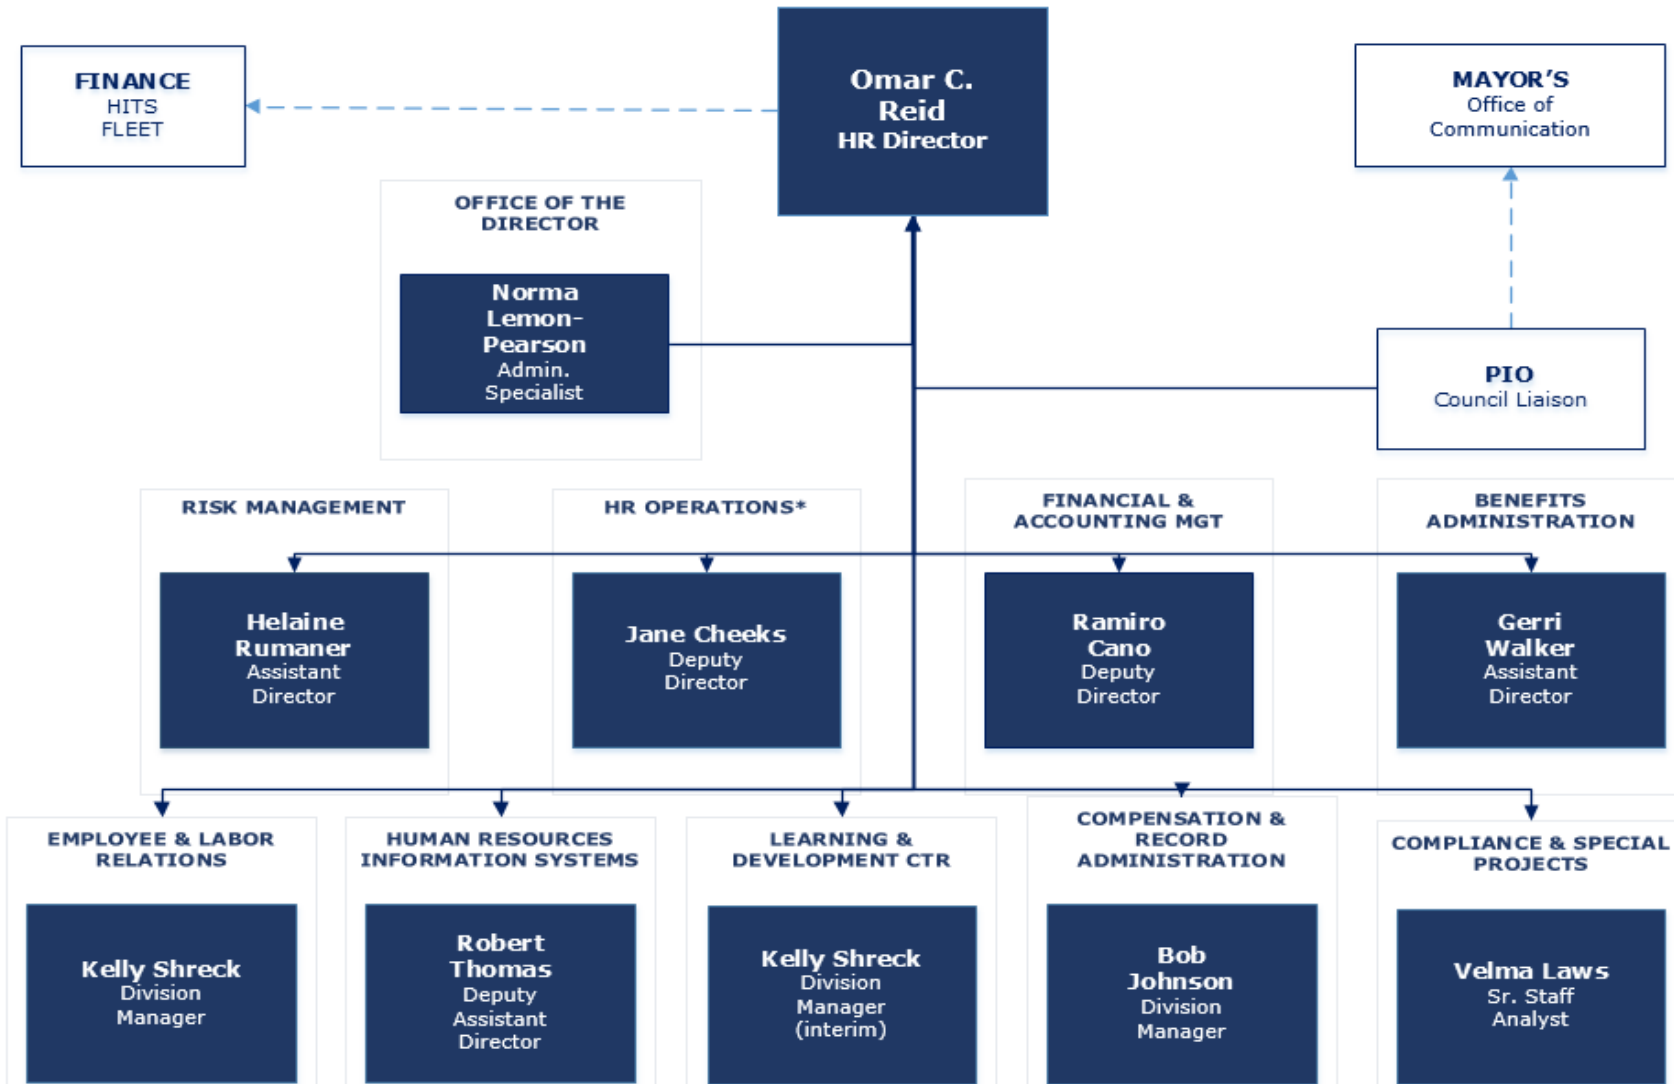 FINANCE
HITS
FLEET
Omar C.
Reid
HR Director
MAYOR'S
Office of
Communication
OFFICE OF THE
DIRECTOR
Norma
Lemon-
Pearson
Admin.
Specialist
PIO
Council Liaison
RISK MANAGEMENT
Helaine
Rumaner
Assistant
Director
HR OPERATIONS*
Jane Cheeks
Deputy
Director
FINANCIAL &
ACCOUNTING MGT
Ramiro
Cano
Deputy
Director
BENEFITS
ADMINISTRATION
Gerri
Walker
Assistant
Director
EMPLOYEE & LABOR
RELATIONS
Kelly Shreck
Division
Manager
HUMAN RESOURCES
INFORMATION SYSTEMS
Robert
Thomas
Deputy
Assistant
Director
LEARNING &
DEVELOPMENT CTR
Kelly Shreck
Division
Manager
(interim)
COMPENSATION &
RECORD
ADMINISTRATION
Bob
Johnson
Division
Manager
COMPLIANCE & SPECIAL
PROJECTS
Velma Laws
Sr. Staff
Analyst